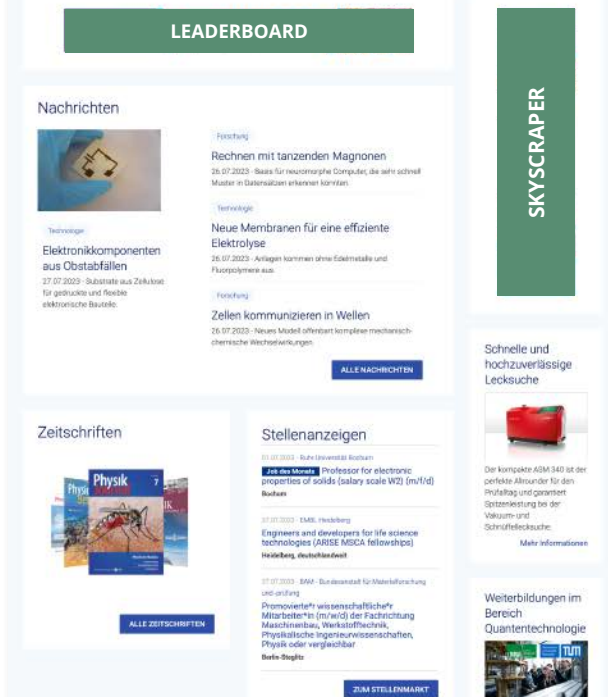 LEADERBOARD
SKYSCRAPER
Nachrichten
Technologie
Elektronikkomponenten
aus Obstabfällen
27.07.2023 - Substrate aus Zellulose
für gedruckte und flexible
elektronische Bauteile.
Forschung
Rechnen mit tanzenden Magnonen
26.07.2023 - Basis für neuromorphe Computer, die sehr schnell
Muster in Datensätzen erkennen könnten.
Technologie
Neue Membranen für eine effiziente
Elektrolyse
26.07.2023 - Anlagen kommen ohne Edelmetalle und
Fluorpolymere aus.
Forschung
Zellen kommunizieren in Wellen
26.07.2023 - Neues Modell offenbart komplexe mechanisch-
chemische Wechselwirkungen.
ALLE NACHRICHTEN
Schnelle und
hochzuverlässige
Lecksuche
Der kompakte ASM 340 ist der
perfekte Allrounder für den
Prüfalltag und garantiert
Spitzenleistung bei der
Vakuum- und
Schnüffellecksuche.
Mehr Informationen
Zeitschriften
Physik
Journal
7
ALLE ZEITSCHRIFTEN
Stellenanzeigen
01.07.2023 - Ruhr-Universität Bochum
Job des Monats Professor for electronic
properties of solids (salary scale W2) (m/f/d)
Bochum
27.07.2023 - EMBL Heidelberg
Engineers and developers for life science
technologies (ARISE MSCA fellowships)
Heidelberg, deutschlandweit
27.07.2023 - BAM - Bundesanstalt für Materialforschung
und -prüfung
Promovierte*r wissenschaftliche*r
Mitarbeiter*in (m/w/d) der Fachrichtung
Maschinenbau, Werkstofftechnik,
Physikalische Ingenieurwissenschaften,
Physik oder vergleichbar
Berlin-Steglitz
ZUM STELLENMARKT
Weiterbildungen im
Bereich
Quantentechnologie
TUM